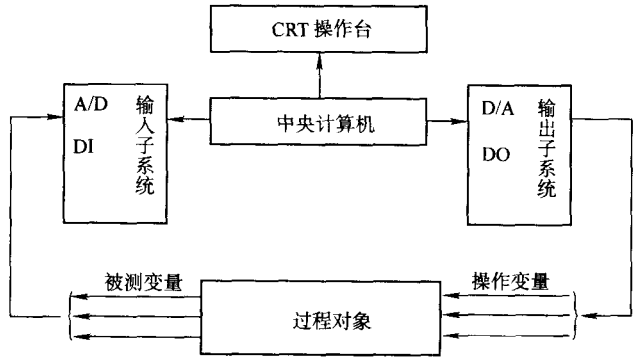 CRT 操作台
A/D
DI
输入子系统
中央计算机
D/A
DO
输出子系统
被测变量
操作变量
过程对象